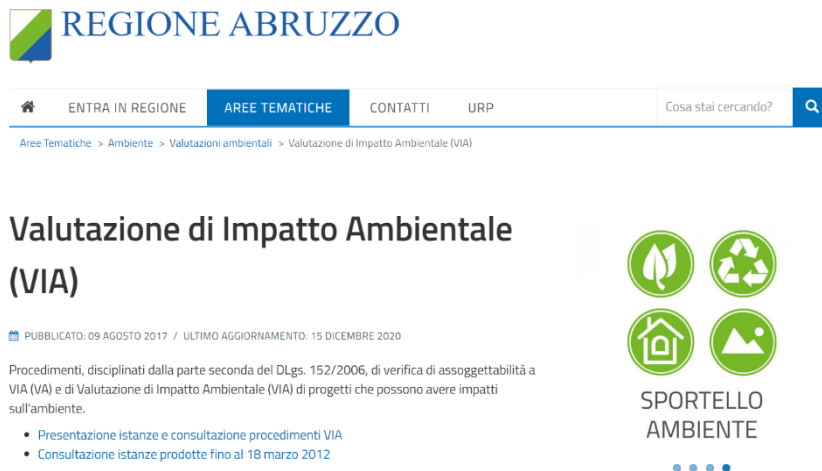 REGIONE ABRUZZO
ENTRA IN REGIONE AREE TEMATICHE CONTATTI URP Cosa stai cercando?
Aree Tematiche > Ambiente > Valutazioni ambientali > Valutazione di Impatto Ambientale (VIA)
Valutazione di Impatto Ambientale
(VIA)
PUBBLICATO: 09 AGOSTO 2017 / ULTIMO AGGIORNAMENTO: 15 DICEMBRE 2020
Procedimenti, disciplinati dalla parte seconda del DLgs. 152/2006, di verifica di assoggettabilità a
VIA (VA) e di Valutazione di Impatto Ambientale (VIA) di progetti che possono avere impatti
sull'ambiente.
• Presentazione istanze e consultazione procedimenti VIA
• Consultazione istanze prodotte fino al 18 marzo 2012
SPORTELLO
AMBIENTE